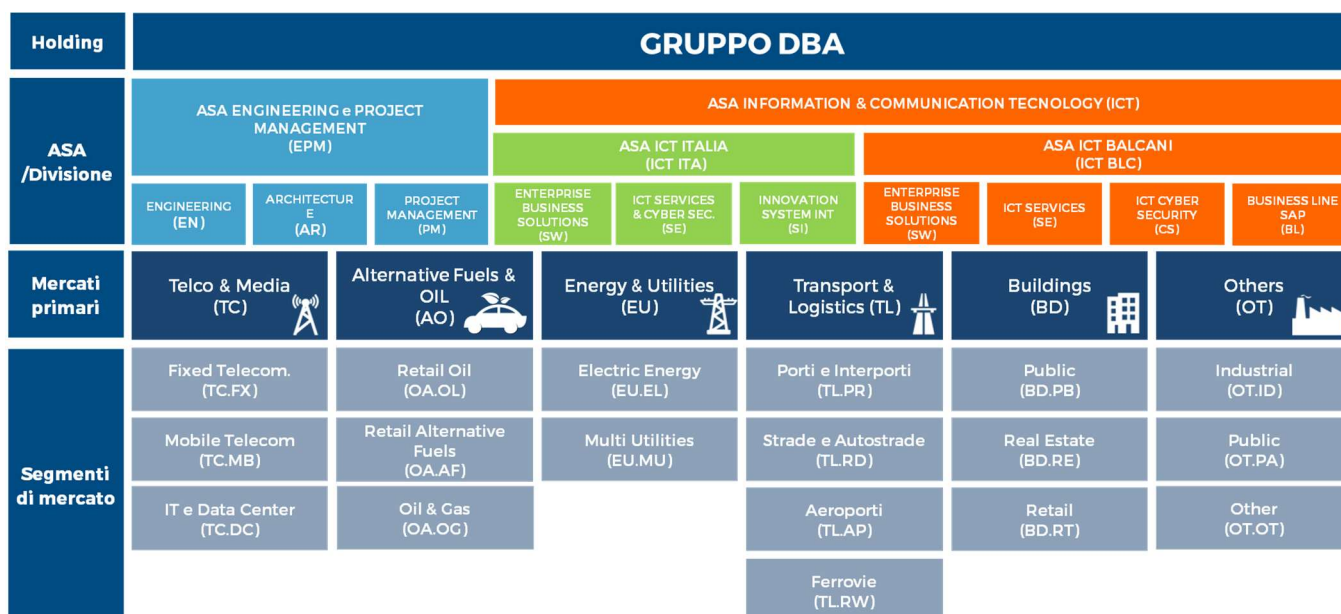 Holding
GRUPPO DBA
ASA
/Divisione
ASA ENGINEERING e PROJECT
MANAGEMENT
(EPM)
ASA INFORMATION & COMMUNICATION TECNOLOGY (ICT)
ASA ICT ITALIA
(ICT ITA)
ASA ICT BALCANI
(ICT BLC)
ENGINEERING
(EN)
ARCHITECTUR
E
(AR)
PROJECT
MANAGEMENT
(PM)
ENTERPRISE
BUSINESS
SOLUTIONS
(SW)
ICT SERVICES
& CYBER SEC.
(SE)
INNOVATION
SYSTEM INT
(SI)
ENTERPRISE
BUSINESS
SOLUTIONS
(SW)
ICT SERVICES
(SE)
ICT CYBER
SECURITY
(CS)
BUSINESS LINE
SAP
(BL)
Mercati
primari
Telco & Media
(TC)
Alternative Fuels &
OIL
(AO)
Energy & Utilities
(EU)
Transport &
Logistics (TL)
Buildings
(BD)
Others
(OT)
Segmenti
di mercato
Fixed Telecom.
(TC.FX)
Retail Oil
(OA.OL)
Electric Energy
(EU.EL)
Porti e Interporti
(TL.PR)
Public
(BD.PB)
Industrial
(OT.ID)
Mobile Telecom
(TC.MB)
Retail Alternative
Fuels
(OA.AF)
Multi Utilities
(EU.MU)
Strade e Autostrade
(TL.RD)
Real Estate
(BD.RE)
Public
(OT.PA)
IT e Data Center
(TC.DC)
Oil & Gas
(OA.OG)
Aeroporti
(TL.AP)
Retail
(BD.RT)
Other
(OT.OT)
Ferrovie
(TL.RW)